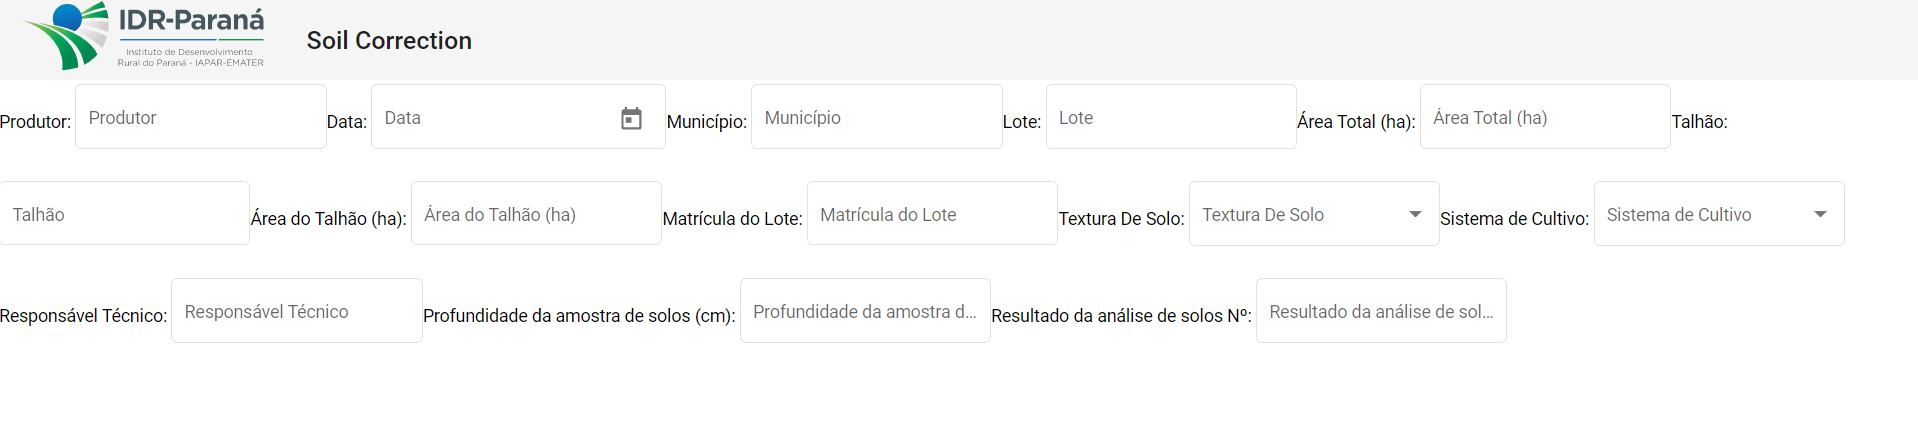 IDR-Paraná
Instituto de Desenvolvimento
Rural do Paraná - IAPAR-EMATER
Soil Correction
Produtor: Produtor Data: Data Município: Município Lote: Lote Área Total (ha): Área Total (ha) Talhão:
Talhão Área do Talhão (ha): Área do Talhão (ha) Matrícula do Lote: Matrícula do Lote Textura De Solo: Textura De Solo Sistema de Cultivo: Sistema de Cultivo
Responsável Técnico: Responsável Técnico Profundidade da amostra de solos (cm): Profundidade da amostra d... Resultado da análise de solos Nº: Resultado da análise de sol...